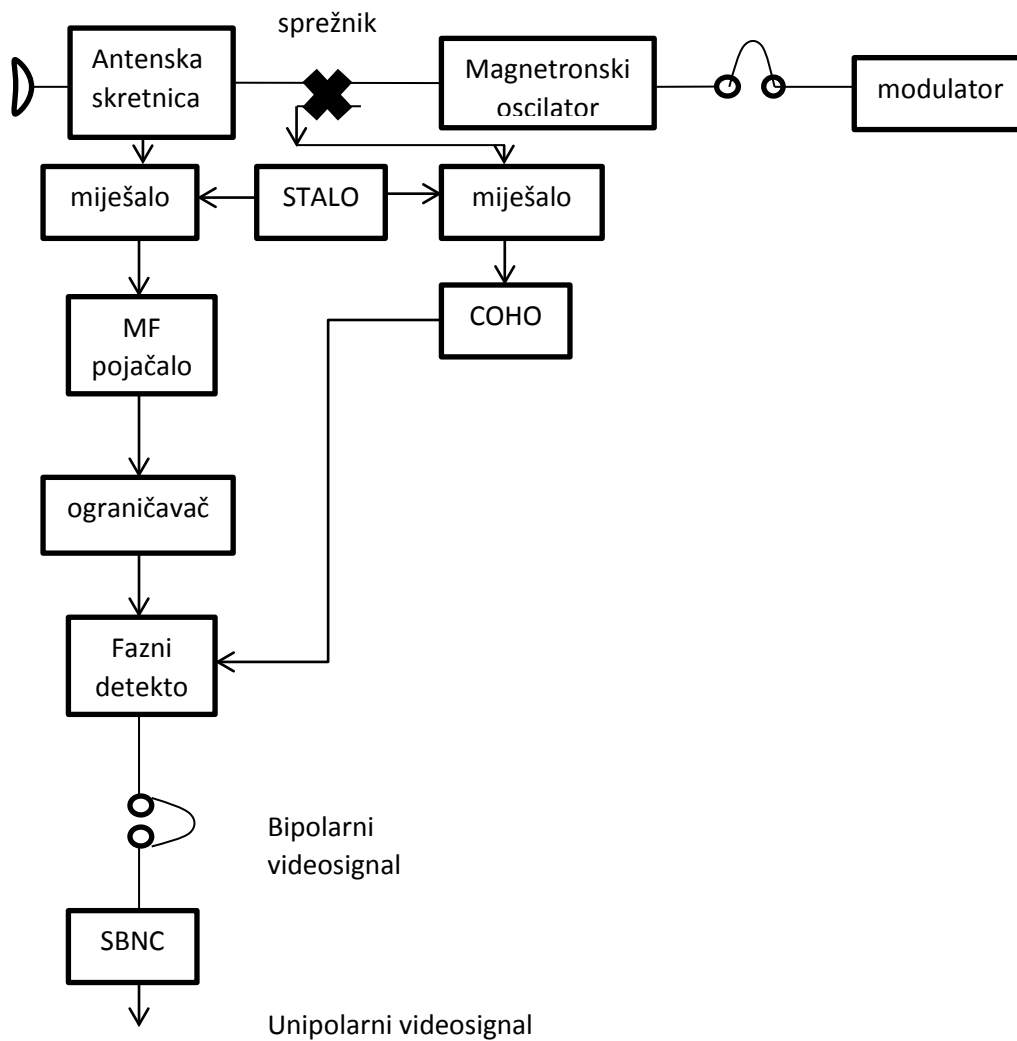 sprežnik
Antenska
skretnica
Magnetronski
oscilator
modulator
miješalo
STALO
miješalo
MF
pojačalo
COHO
ograničavač
Fazni
detekto
Bipolarni
videosignal
SBNC
Unipolarni videosignal